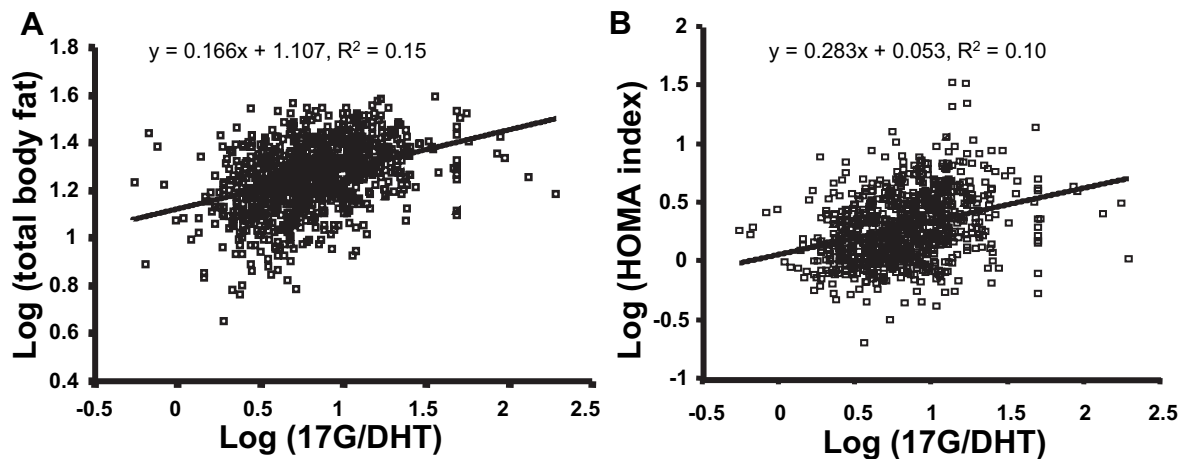 A
y = 0.166x + 1.107, R² = 0.15
Log (total body fat)
1.8
1.6
1.4
1.2
1
0.8
0.6
0.4
-0.5 0 0.5 1 1.5 2 2.5
Log (17G/DHT)
B
y = 0.283x + 0.053, R² = 0.10
Log (HOMA index)
2
1.5
1
0.5
0
-0.5
-1
-0.5 0 0.5 1 1.5 2 2.5
Log (17G/DHT)